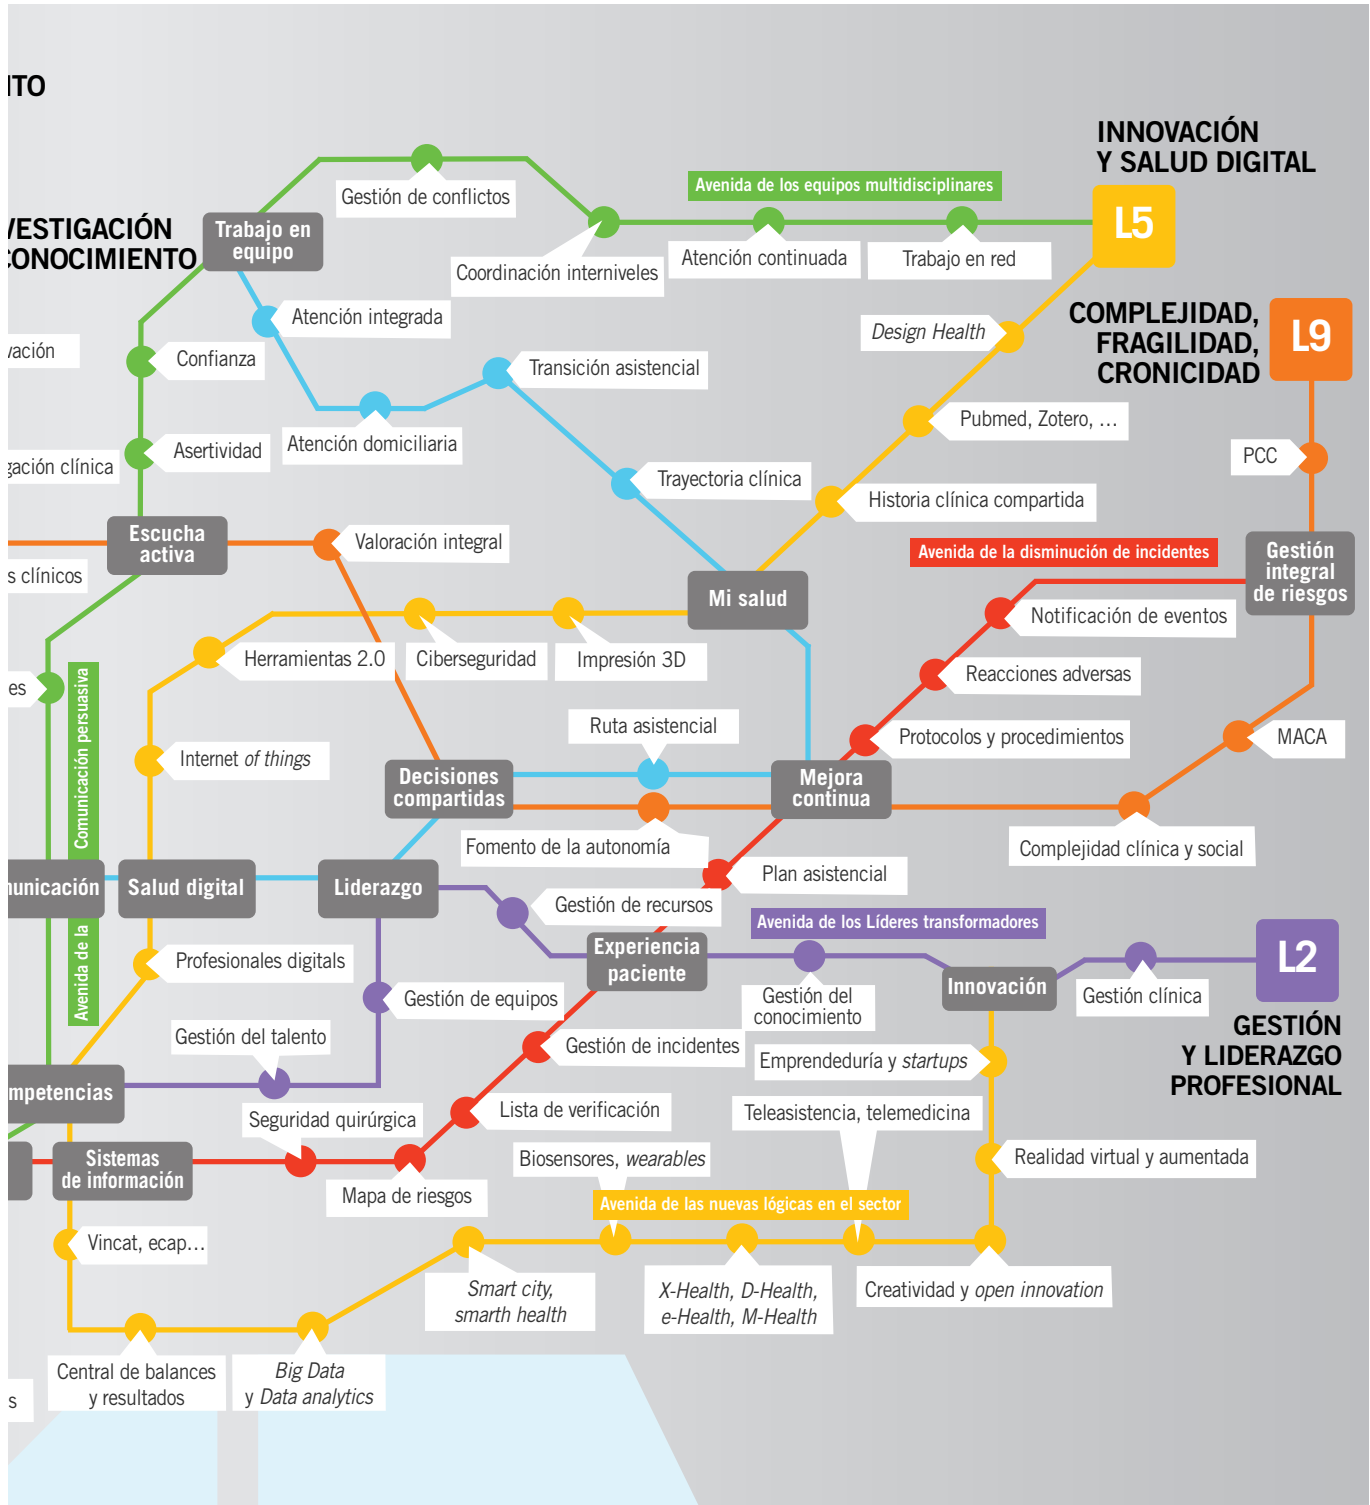 ITO
INNOVACIÓN
Y SALUD DIGITAL
L5
Avenida de los equipos multidisciplinares
Gestión de conflictos
VESTIGACIÓN
CONOCIMIENTO
Trabajo en
equipo
Coordinación interniveles
Atención continuada
Trabajo en red
COMPLEJIDAD,
FRAGILIDAD,
CRONICIDAD
L9
Atención integrada
Design Health
vación
Confianza
Transición asistencial
Pubmed, Zotero, …
Asertividad
Atención domiciliaria
PCC
gación clínica
Trayectoria clínica
Historia clínica compartida
Escucha
activa
Valoración integral
Avenida de la disminución de incidentes
Gestión
integral
de riesgos
s clínicos
Mi salud
Notificación de eventos
Herramientas 2.0
Ciberseguridad
Impresión 3D
Reacciones adversas
es
Avenida de la Comunicación persuasiva
Ruta asistencial
Protocolos y procedimientos
MACA
Internet of things
Decisiones
compartidas
Mejora
continua
Fomento de la autonomía
Complejidad clínica y social
Plan asistencial
municación
Salud digital
Liderazgo
Gestión de recursos
Avenida de los Líderes transformadores
L2
Experiencia
paciente
Profesionales digitals
Innovación
Gestión de equipos
Gestión del
conocimiento
Gestión clínica
GESTIÓN
Y LIDERAZGO
PROFESIONAL
Gestión del talento
Gestión de incidentes
Emprendeduría y startups
mpetencias
Seguridad quirúrgica
Lista de verificación
Teleasistencia, telemedicina
Sistemas
de información
Biosensores, wearables
Realidad virtual y aumentada
Mapa de riesgos
Avenida de las nuevas lógicas en el sector
Vincat, ecap…
Smart city,
smarth health
X-Health, D-Health,
e-Health, M-Health
Creatividad y open innovation
Central de balances
y resultados
Big Data
y Data analytics
s